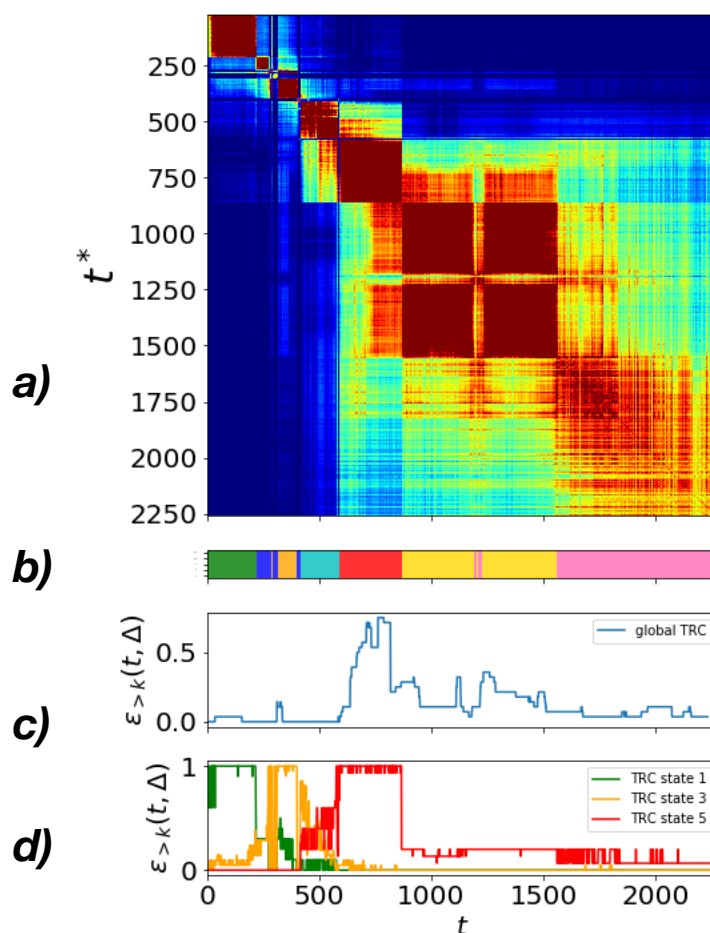 a)
t*
250
500
750
1000
1250
1500
1750
2000
2250
b)
c)
ε>k(t, Δ)
0.5
0.0
global TRC
d)
ε>k(t, Δ)
1
0
TRC state 1
TRC state 3
TRC state 5
0 500 1000 1500 2000
t